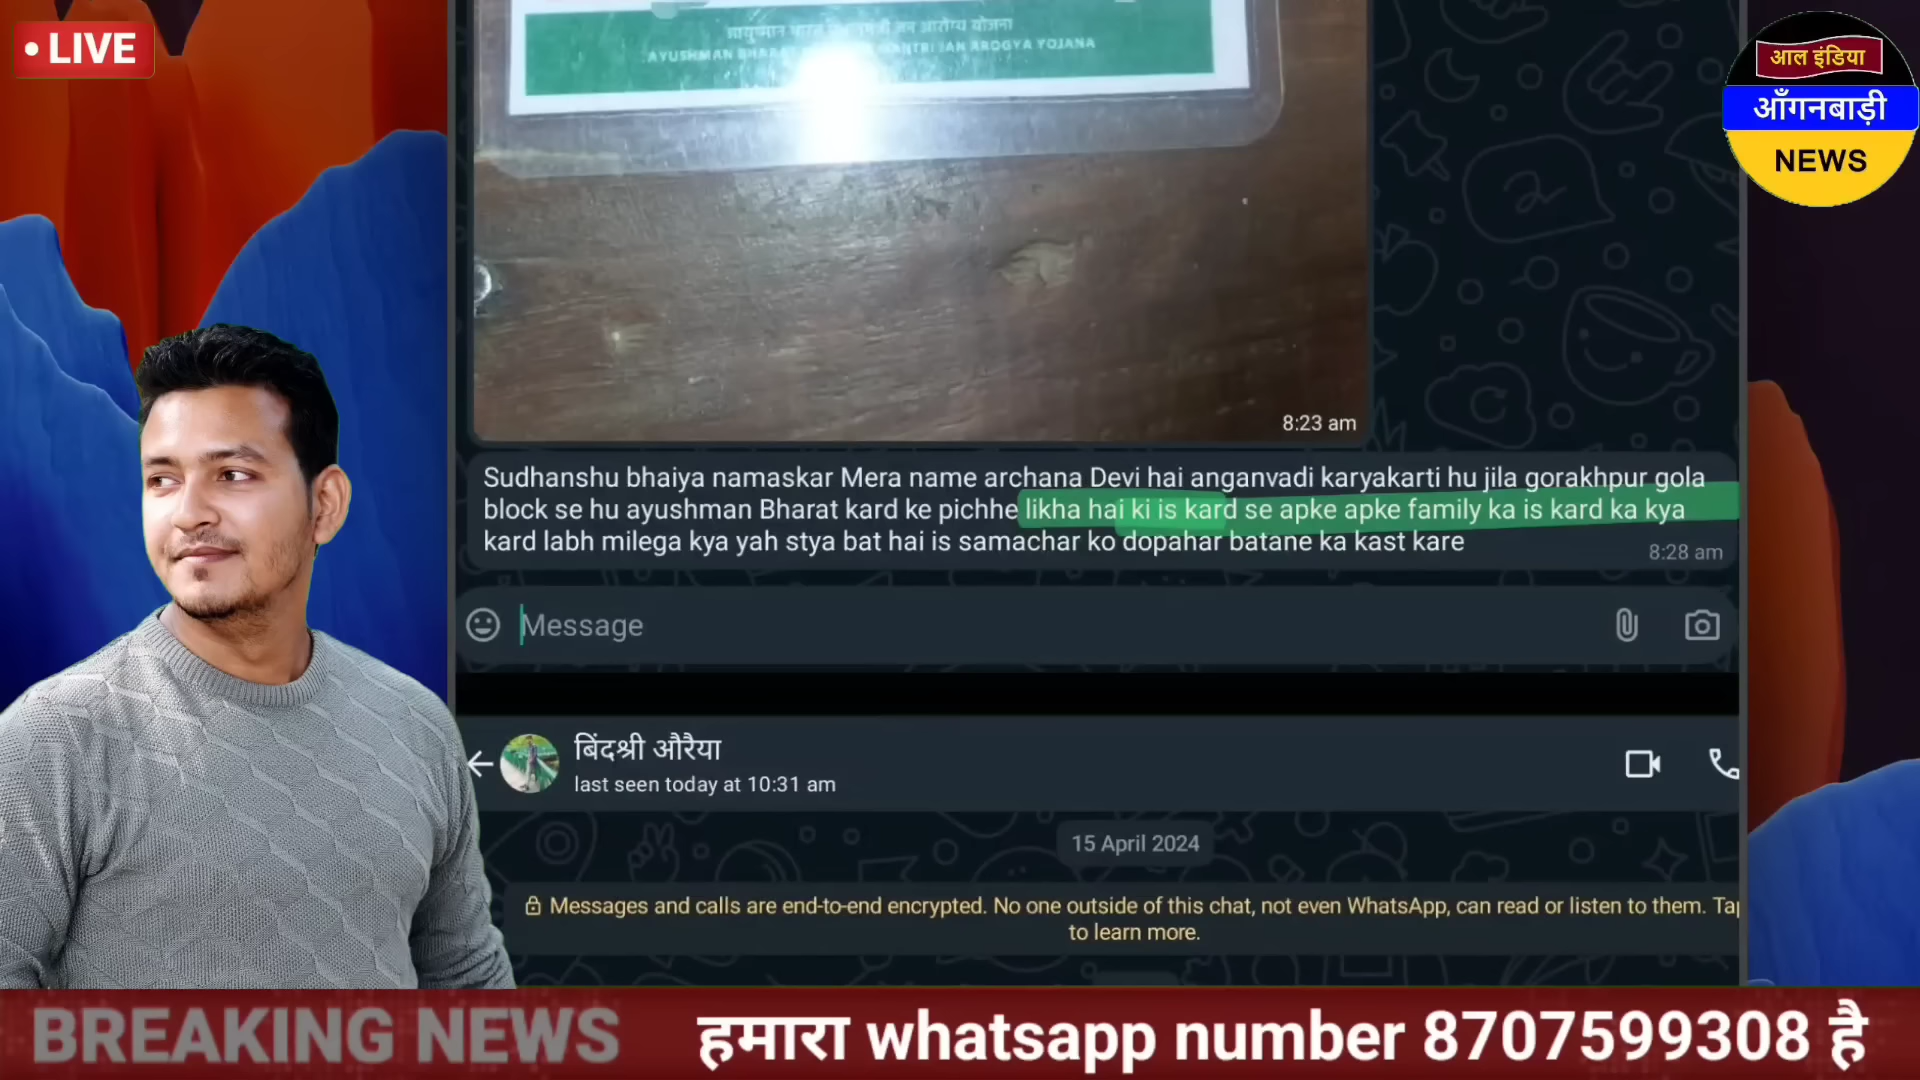 LIVE
आल इंडिया
आँगनबाड़ी
NEWS
जन आरोग्य योजना
AYUSHMAN BHARAT
JAN AROGYA YOJANA
8:23 am
Sudhanshu bhaiya namaskar Mera name archana Devi hai anganvadi karyakarti hu jila gorakhpur gola
block se hu ayushman Bharat kard ke pichhe likha hai ki is kard se apke apke family ka is kard ka kya
kard labh milega kya yah stya bat hai is samachar ko dopahar batane ka kast kare
8:28 am
Message
बिंदश्री औरैया
last seen today at 10:31 am
15 April 2024
Messages and calls are end-to-end encrypted. No one outside of this chat, not even WhatsApp, can read or listen to them. Tap
to learn more.
BREAKING NEWS
हमारा whatsapp number 8707599308 है